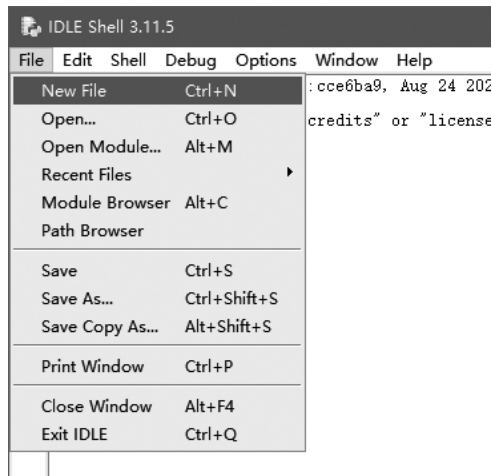 IDLE Shell 3.11.5
File Edit Shell Debug Options Window Help
New File Ctrl+N
:cce6ba9, Aug 24 202
Open... Ctrl+O
credits" or "license
Open Module... Alt+M
Recent Files
Module Browser Alt+C
Path Browser
Save Ctrl+S
Save As... Ctrl+Shift+S
Save Copy As... Alt+Shift+S
Print Window Ctrl+P
Close Window Alt+F4
Exit IDLE Ctrl+Q